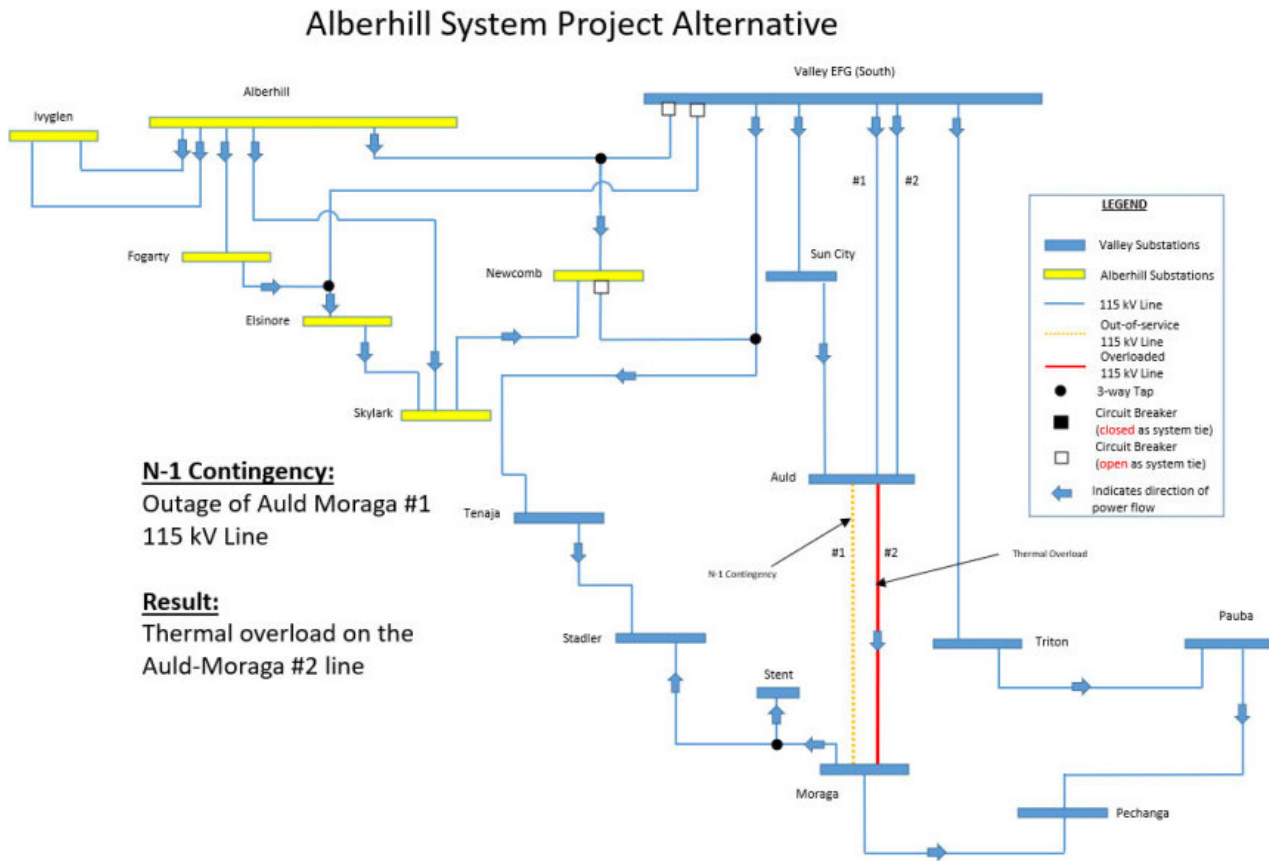 Alberhill System Project Alternative
Valley EFG (South)
Alberhill
Ivyglen
#1
#2
LEGEND
Valley Substations
Alberhill Substations
115 kV Line
Out-of-service
115 kV Line
Overloaded
115 kV Line
3-way Tap
Circuit Breaker
(closed as system tie)
Circuit Breaker
(open as system tie)
Indicates direction of
power flow
Fogarty
Sun City
Newcomb
Elsinore
Skylark
N-1 Contingency:
Outage of Auld Moraga #1
115 kV Line
Result:
Thermal overload on the
Auld-Moraga #2 line
Auld
Tenaja
#1
#2
Thermal Overload
N-1 Contingency
Stadler
Triton
Pauba
Stent
Moraga
Pechanga